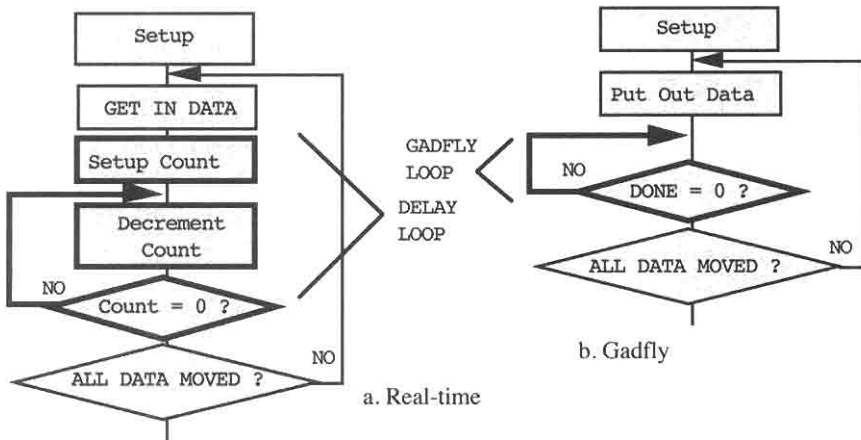 Setup
GET IN DATA
Setup Count
Decrement
Count
NO
Count = 0 ?
NO
ALL DATA MOVED ?
DELAY
LOOP
a. Real-time
Setup
Put Out Data
GADFLY
LOOP
NO
DONE = 0 ?
NO
ALL DATA MOVED ?
b. Gadfly